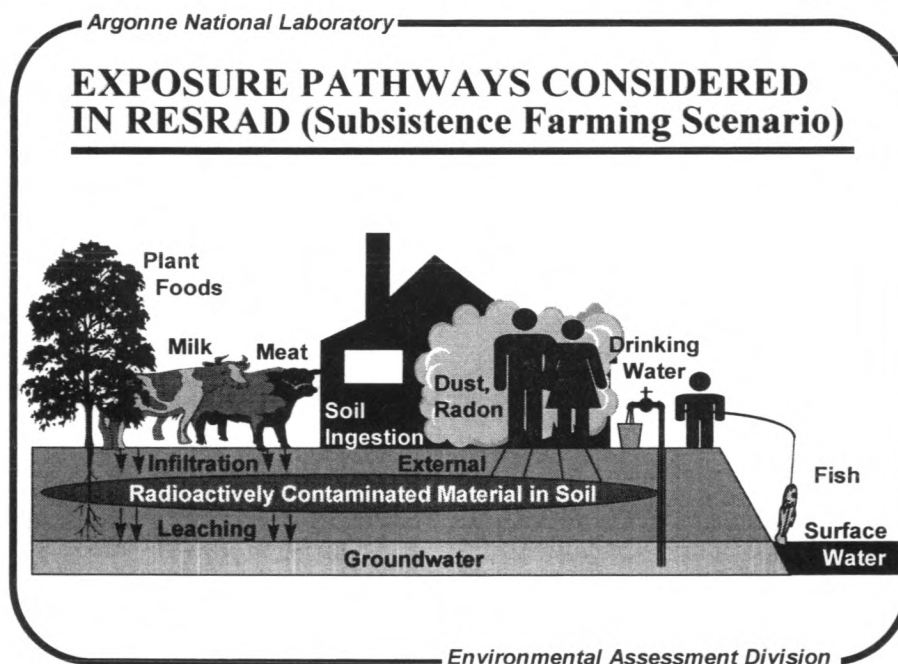 Argonne National Laboratory
EXPOSURE PATHWAYS CONSIDERED
IN RESRAD (Subsistence Farming Scenario)
Plant
Foods
Milk
Meat
Soil
Ingestion
Dust,
Radon
Drinking
Water
Infiltration
External
Radioactively Contaminated Material in Soil
Leaching
Groundwater
Fish
Surface
Water
Environmental Assessment Division